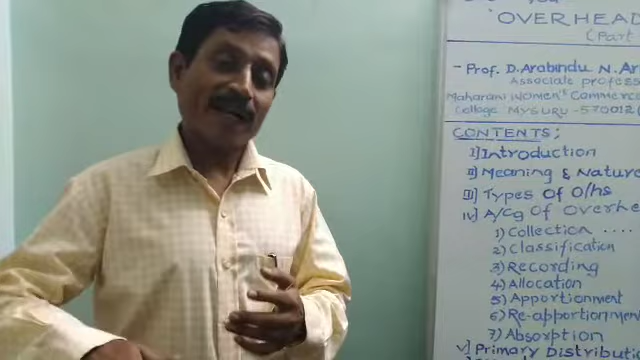 "OVERHEAD
(Part
- Prof. D. Arabindu N. Ar
Associate profess
Maharani Women's Commerce
College MYSURU - 570012
CONTENTS:
I] Introduction
II] Meaning & Nature
III] Types of O/hs
IV] A/Cg Of Overhe
1) Collection ....
2) Classification
3) Recording
4) Allocation
5) Apportionment
6) Re-apportionment
7) Absorption
V] Primary Distributi